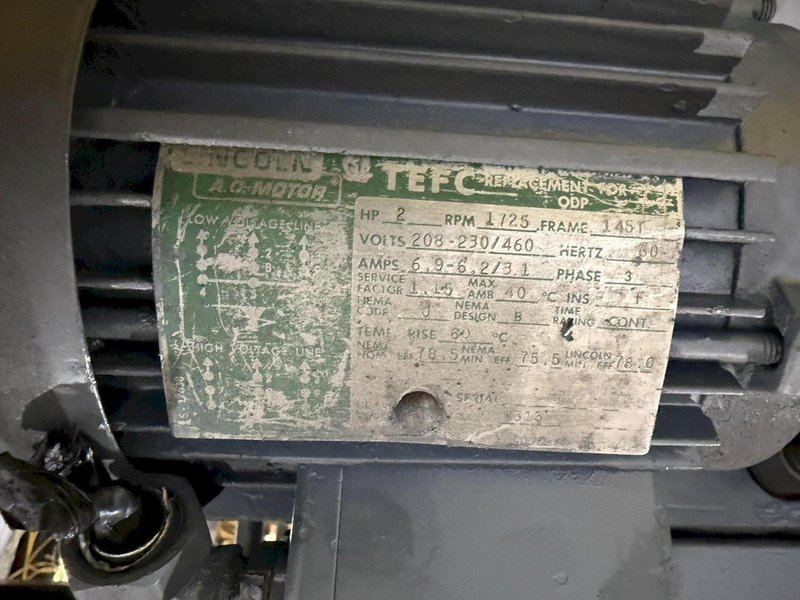 LINCOLN
A.C. MOTOR®
TEFC REPLACEMENT FOR ODP
LOW VOLTAGE-LINE
HIGH VOLTAGE LINE
HP 2 RPM 1725 FRAME 145T
VOLTS 208-230/460 HERTZ 60
AMPS 6.9-6.2/3.1 PHASE 3
SERVICE FACTOR 1.15 MAX AMB 40 °C INS F
NEMA CODE NEMA DESIGN B TIME RATING CONT
TEMP RISE 60 °C
NEMA NOM EFF 78.5 NEMA MIN EFF 75.5 LINCOLN MIN EFF 78.0
SERIAL